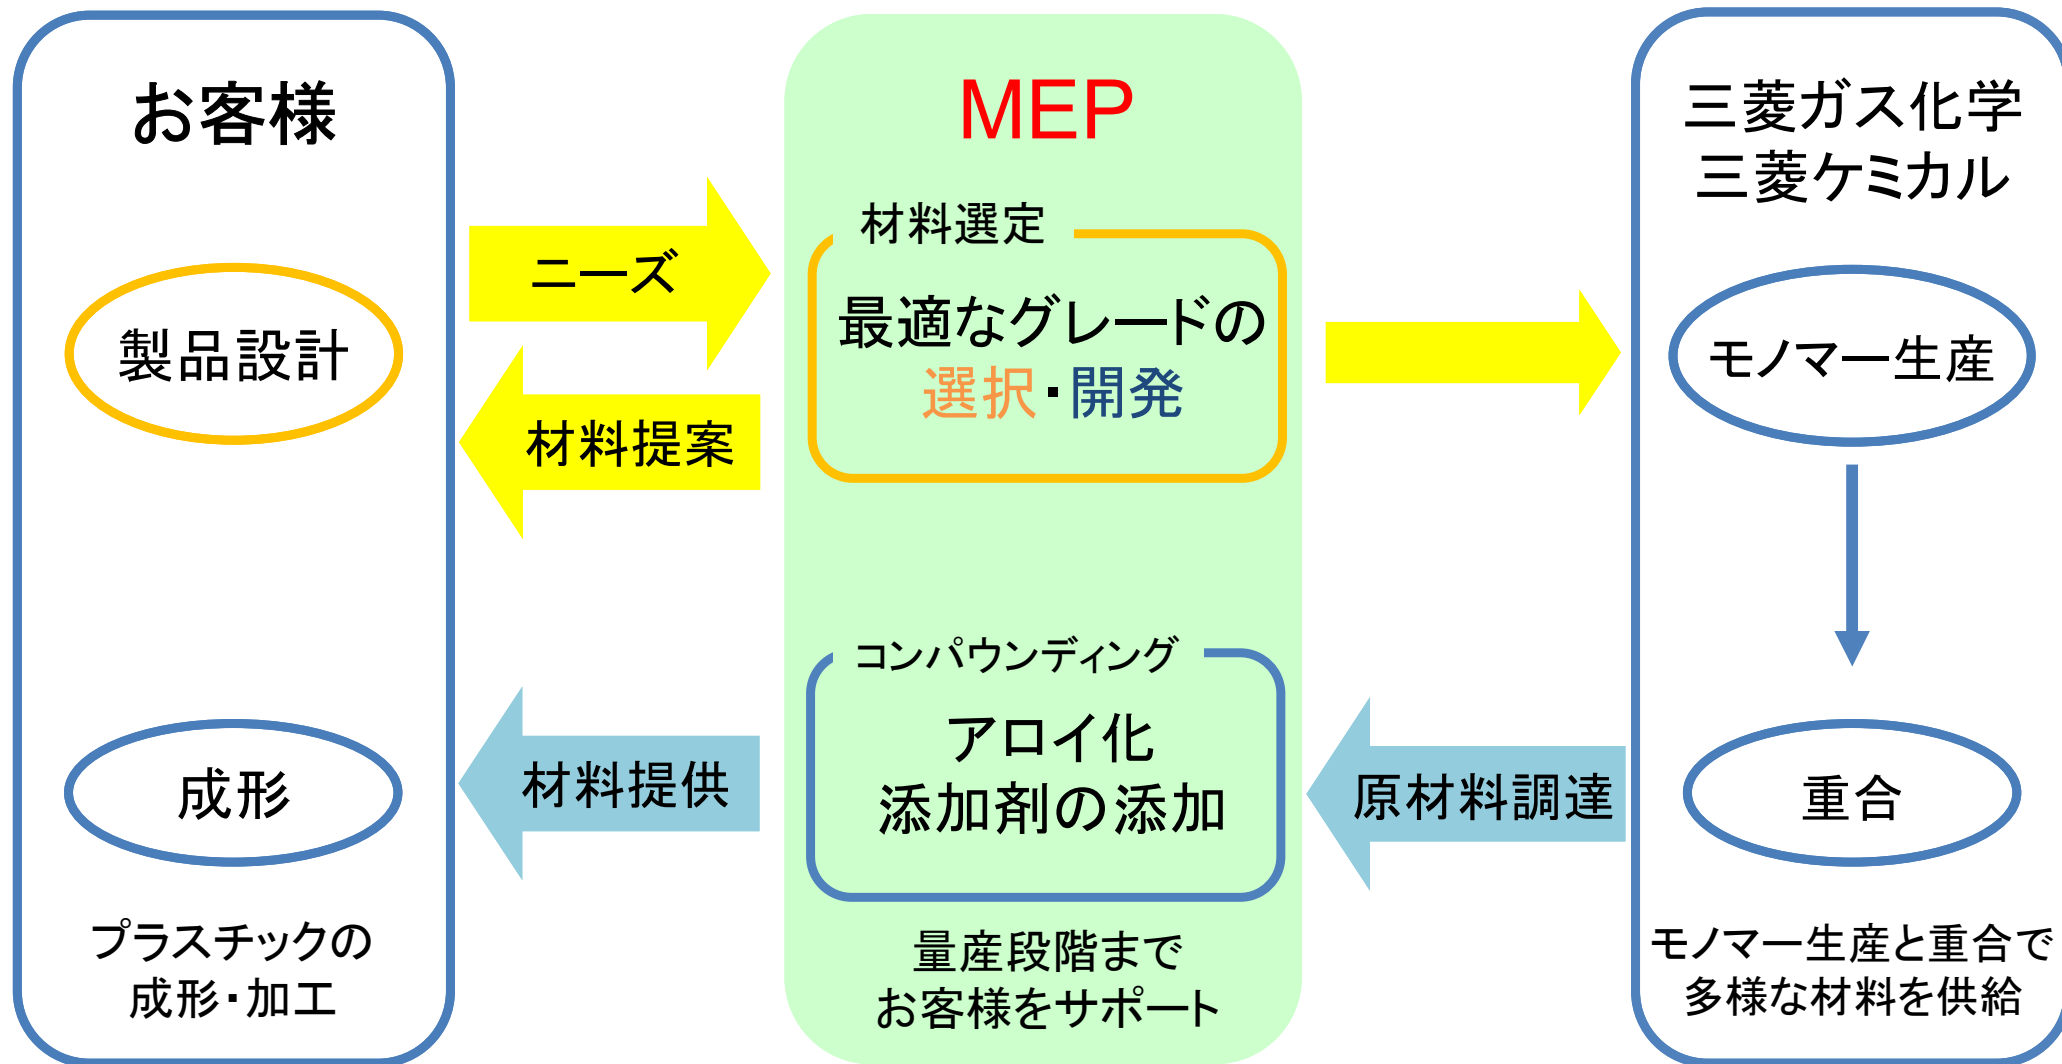 お客様
製品設計
成形
プラスチックの
成形・加工
ニーズ
材料提案
材料提供
MEP
材料選定
最適なグレードの
選択・開発
コンパウンディング
アロイ化
添加剤の添加
量産段階まで
お客様をサポート
原材料調達
三菱ガス化学
三菱ケミカル
モノマー生産
重合
モノマー生産と重合で
多様な材料を供給